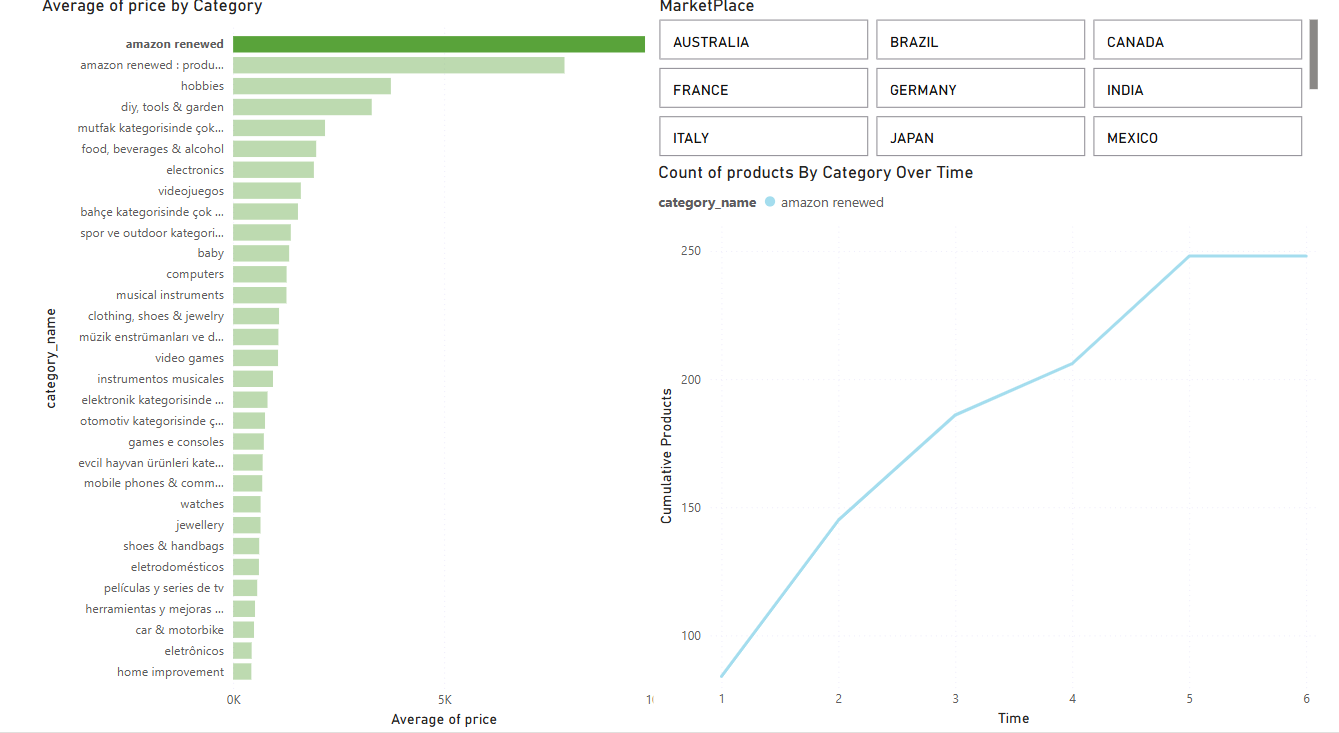 Average of price by Category
amazon renewed
amazon renewed : produ...
hobbies
diy, tools & garden
mutfak kategorisinde çok...
food, beverages & alcohol
electronics
videojuegos
bahçe kategorisinde çok ...
spor ve outdoor kategori...
baby
computers
musical instruments
clothing, shoes & jewelry
müzik enstrümanları ve d...
video games
instrumentos musicales
elektronik kategorisinde ...
otomotiv kategorisinde ç...
games e consoles
evcil hayvan ürünleri kate...
mobile phones & comm...
watches
jewellery
shoes & handbags
eletrodomésticos
películas y series de tv
herramientas y mejoras ...
car & motorbike
eletrônicos
home improvement
category_name
0K
5K
Average of price
MarketPlace
AUSTRALIA
BRAZIL
CANADA
FRANCE
GERMANY
INDIA
ITALY
JAPAN
MEXICO
Count of products By Category Over Time
category_name amazon renewed
250
200
150
100
Cumulative Products
1
2
3
4
5
6
Time